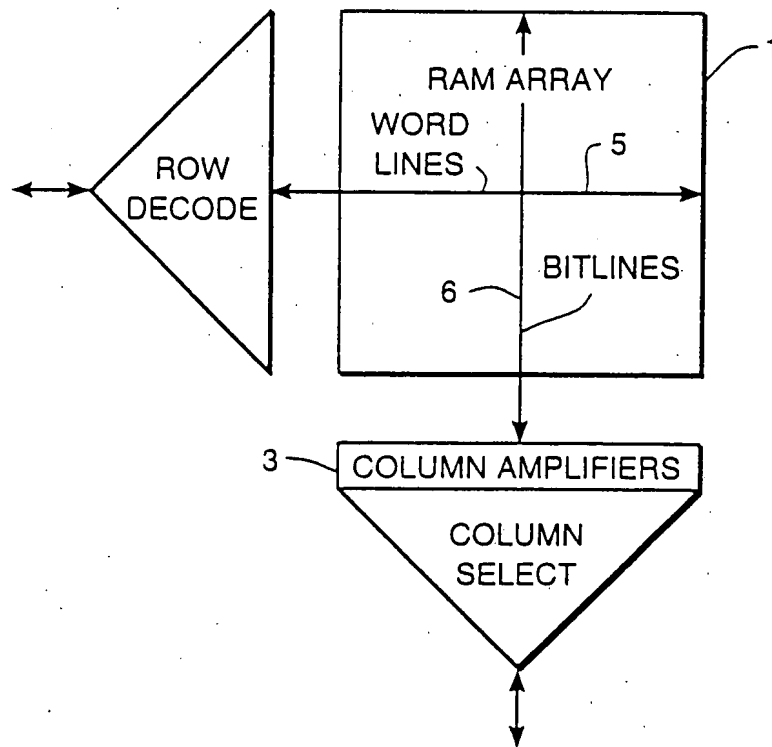 RAM ARRAY
WORD
LINES
5
ROW
DECODE
6
BITLINES
3
COLUMN AMPLIFIERS
COLUMN
SELECT